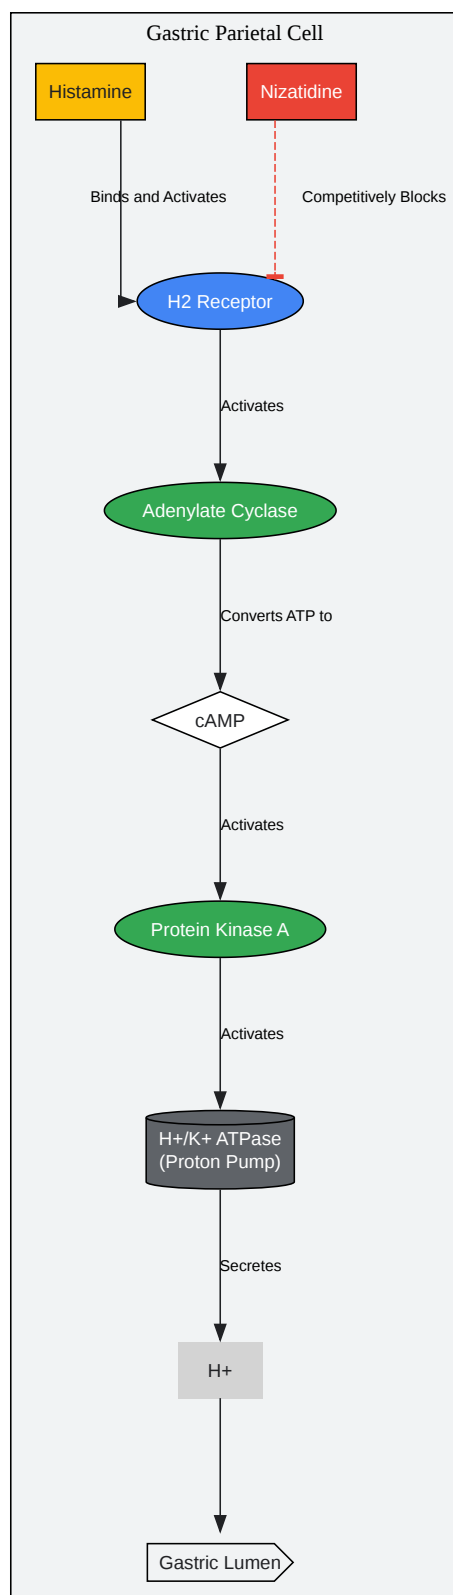 Gastric Parietal Cell
Histamine
Nizatidine
Binds and Activates
Competitively Blocks
H2 Receptor
Activates
Adenylate Cyclase
Converts ATP to
cAMP
Activates
Protein Kinase A
Activates
H+/K+ ATPase
(Proton Pump)
Secretes
H+
Gastric Lumen